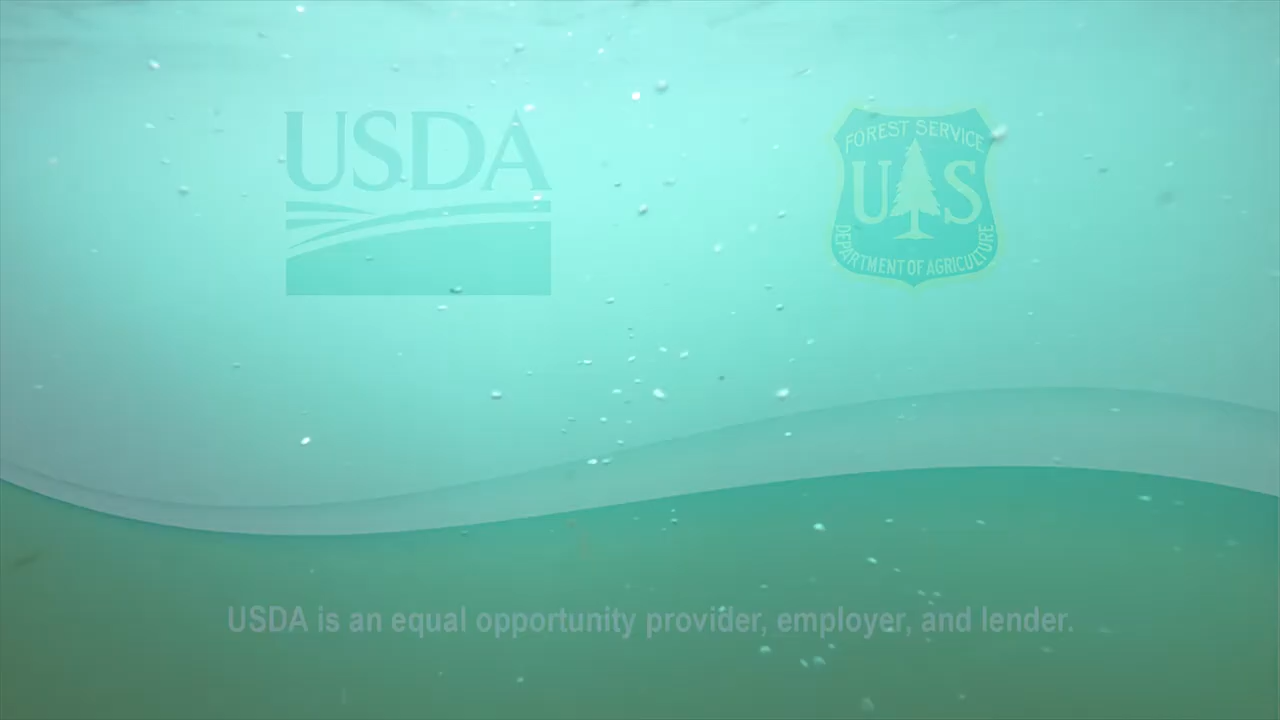 USDA
FOREST SERVICE
U S
DEPARTMENT OF AGRICULTURE
USDA is an equal opportunity provider, employer, and lender.